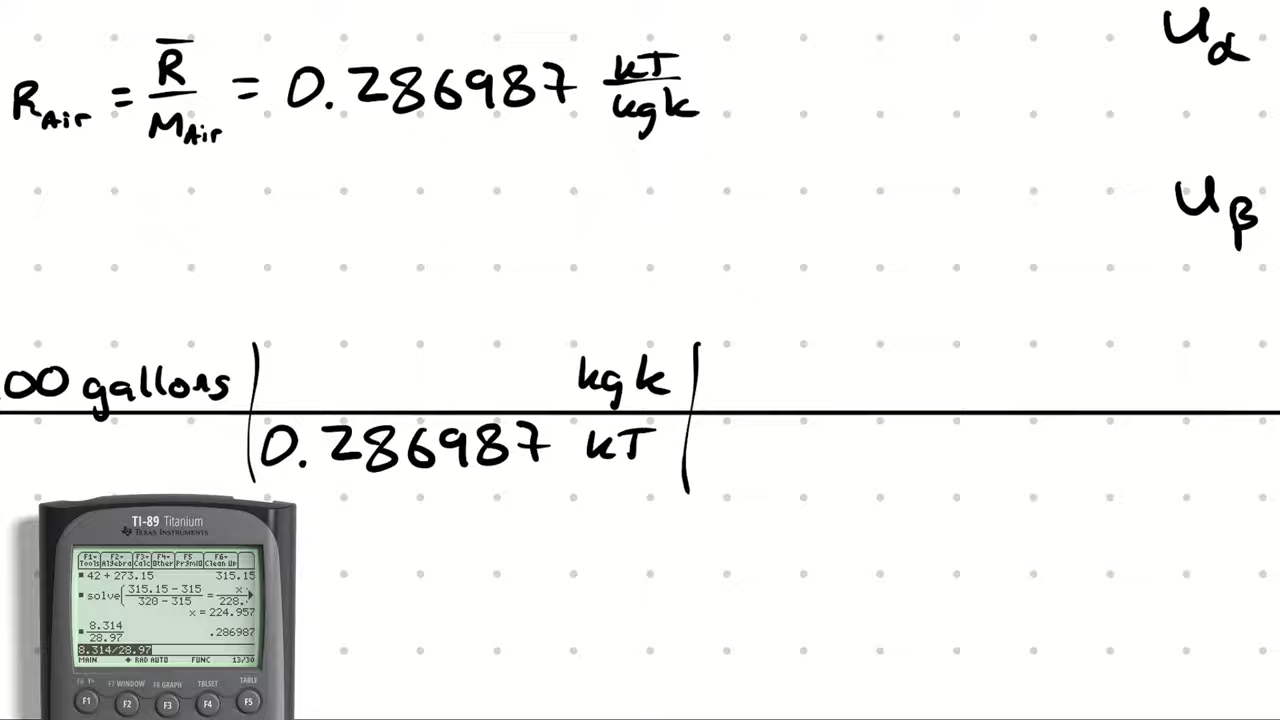 R_Air = R̅ / M_Air = 0.286987 kJ / kgK
U_α
U_β
00 gallons | kgK |
0.286987 kJ
TI-89 Titanium
TEXAS INSTRUMENTS
F1 Tools F2 Algebra F3 Calc F4 Other F5 PrgmIO F6 Clean Up
42 + 273.15 315.15
solve((315.15 - 315)/(320 - 315) = x/228.
x = 224.957
8.314/28.97 .286987
8.314/28.97
MAIN RAD AUTO FUNC 13/30
F6 Y= F7 WINDOW F8 GRAPH TBLSET TABLE
F1 F2 F3 F4 F5